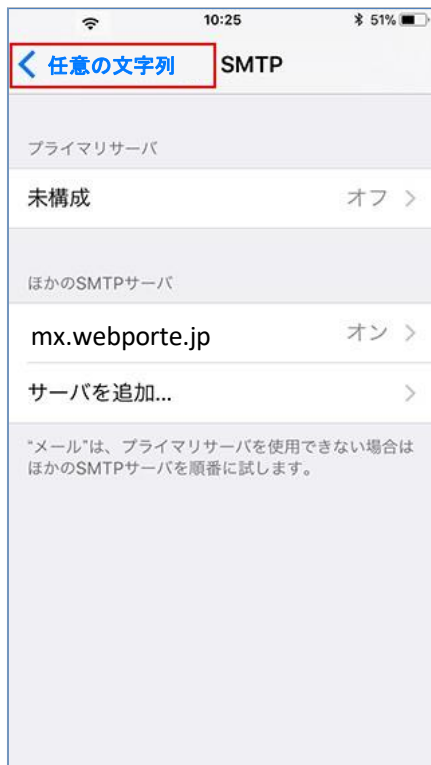 10:25 51%
任意の文字列 SMTP
プライマリサーバ
未構成 オフ
ほかのSMTPサーバ
mx.webporte.jp オン
サーバを追加...
“メール”は、プライマリサーバを使用できない場合は
ほかのSMTPサーバを順番に試します。